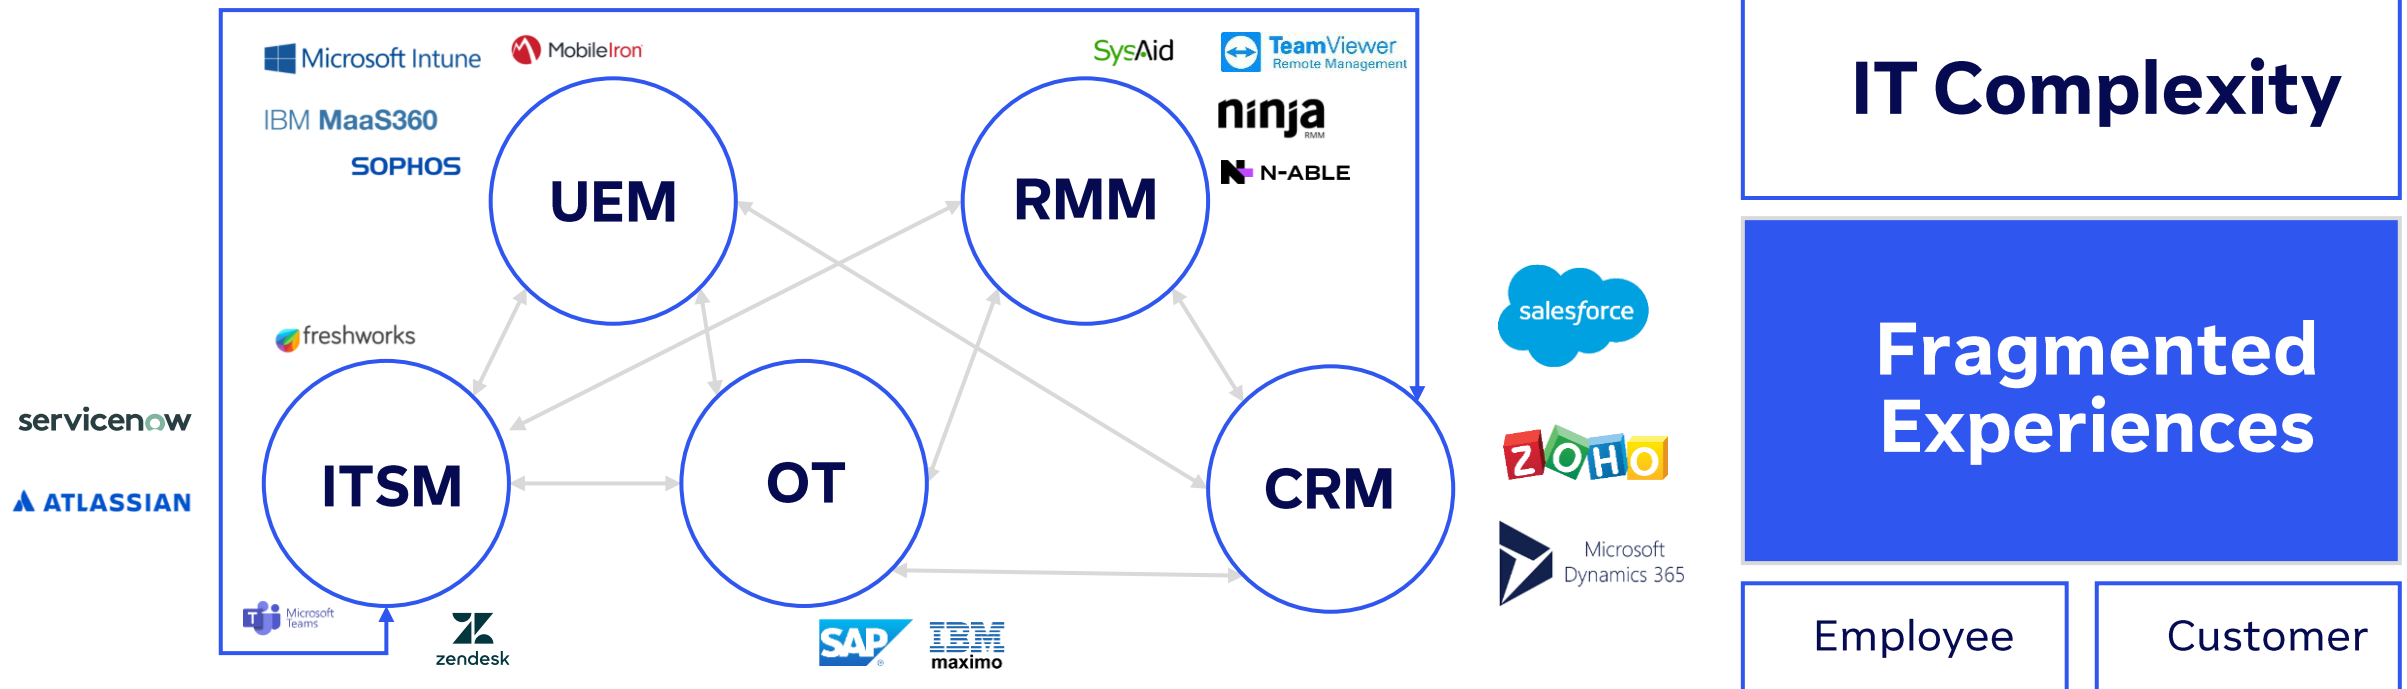 Microsoft Intune
MobileIron
IBM MaaS360
SOPHOS
UEM
SysAid
TeamViewer
Remote Management
ninja
RMM
N-ABLE
RMM
freshworks
servicenow
ATLASSIAN
ITSM
Microsoft
Teams
zendesk
OT
SAP
IBM
maximo
CRM
salesforce
ZOHO
Microsoft
Dynamics 365
IT Complexity
Fragmented
Experiences
Employee
Customer